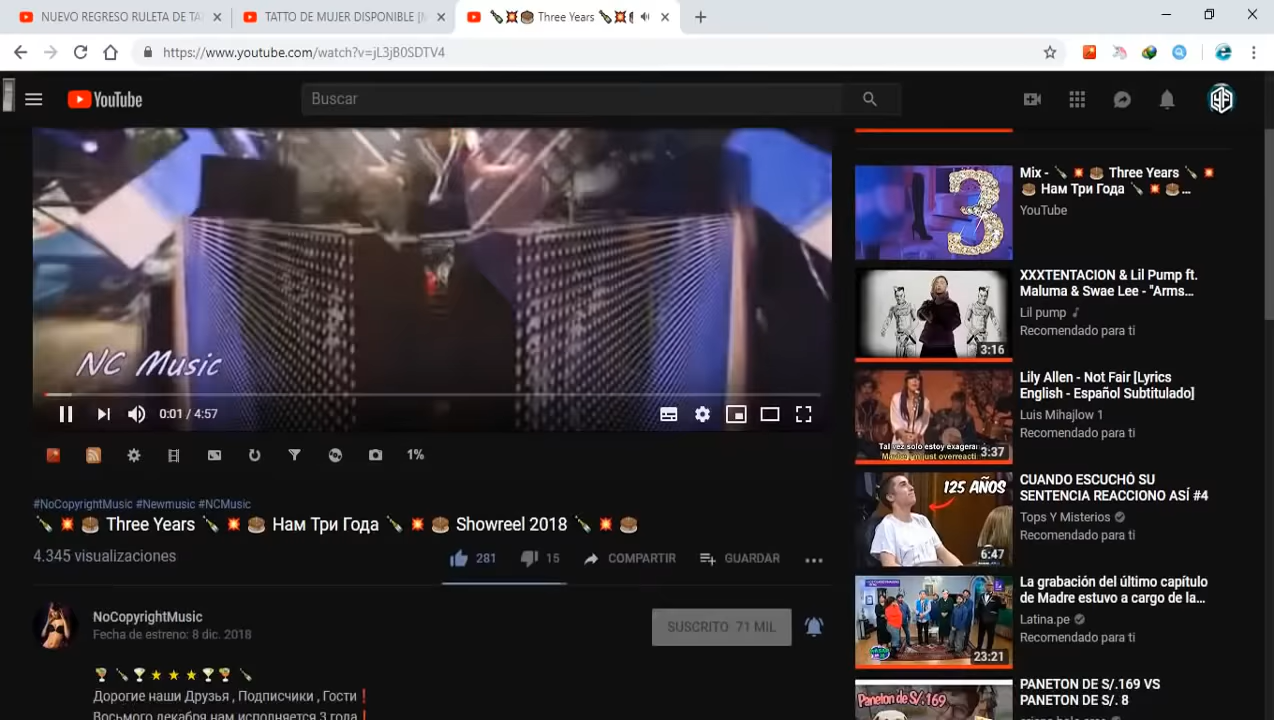 NUEVO REGRESO RULETA DE TA
TATTO DE MUJER DISPONIBLE [M
🍾💥🎂 Three Years 🍾💥
https://www.youtube.com/watch?v=jL3jB0SDTV4
YouTube
Buscar
NC Music
0:01 / 4:57
1%
#NoCopyrightMusic #Newmusic #NCMusic
🍾 💥 🎂 Three Years 🍾 💥 🎂 Нам Три Года 🍾 💥 🎂 Showreel 2018 🍾 💥 🎂
4.345 visualizaciones
281
15
COMPARTIR
GUARDAR
NoCopyrightMusic
Fecha de estreno: 8 dic. 2018
SUSCRITO 71 MIL
🏆 🍾 🏆 ★ ★ ★ 🏆 🏆 🍾
Дорогие наши Друзья , Подписчики , Гости❗
Восьмого декабря нам исполняется 3 года❗
3
Mix - 🍾 💥 🎂 Three Years 🍾 💥
🎂 Нам Три Года 🍾 💥 🎂...
YouTube
3:16
XXXTENTACION & Lil Pump ft.
Maluma & Swae Lee - "Arms...
Lil pump ♪
Recomendado para ti
Tal vez solo estoy exagera
Maybe I'm just overreacti
3:37
Lily Allen - Not Fair [Lyrics
English - Español Subtitulado]
Luis Mihajlow 1
Recomendado para ti
125 AÑOS
6:47
CUANDO ESCUCHÓ SU
SENTENCIA REACCIONO ASÍ #4
Tops Y Misterios
Recomendado para ti
23:21
La grabación del último capítulo
de Madre estuvo a cargo de la...
Latina.pe
Recomendado para ti
Paneton de S/.169
PANETON DE S/.169 VS
PANETON DE S/. 8